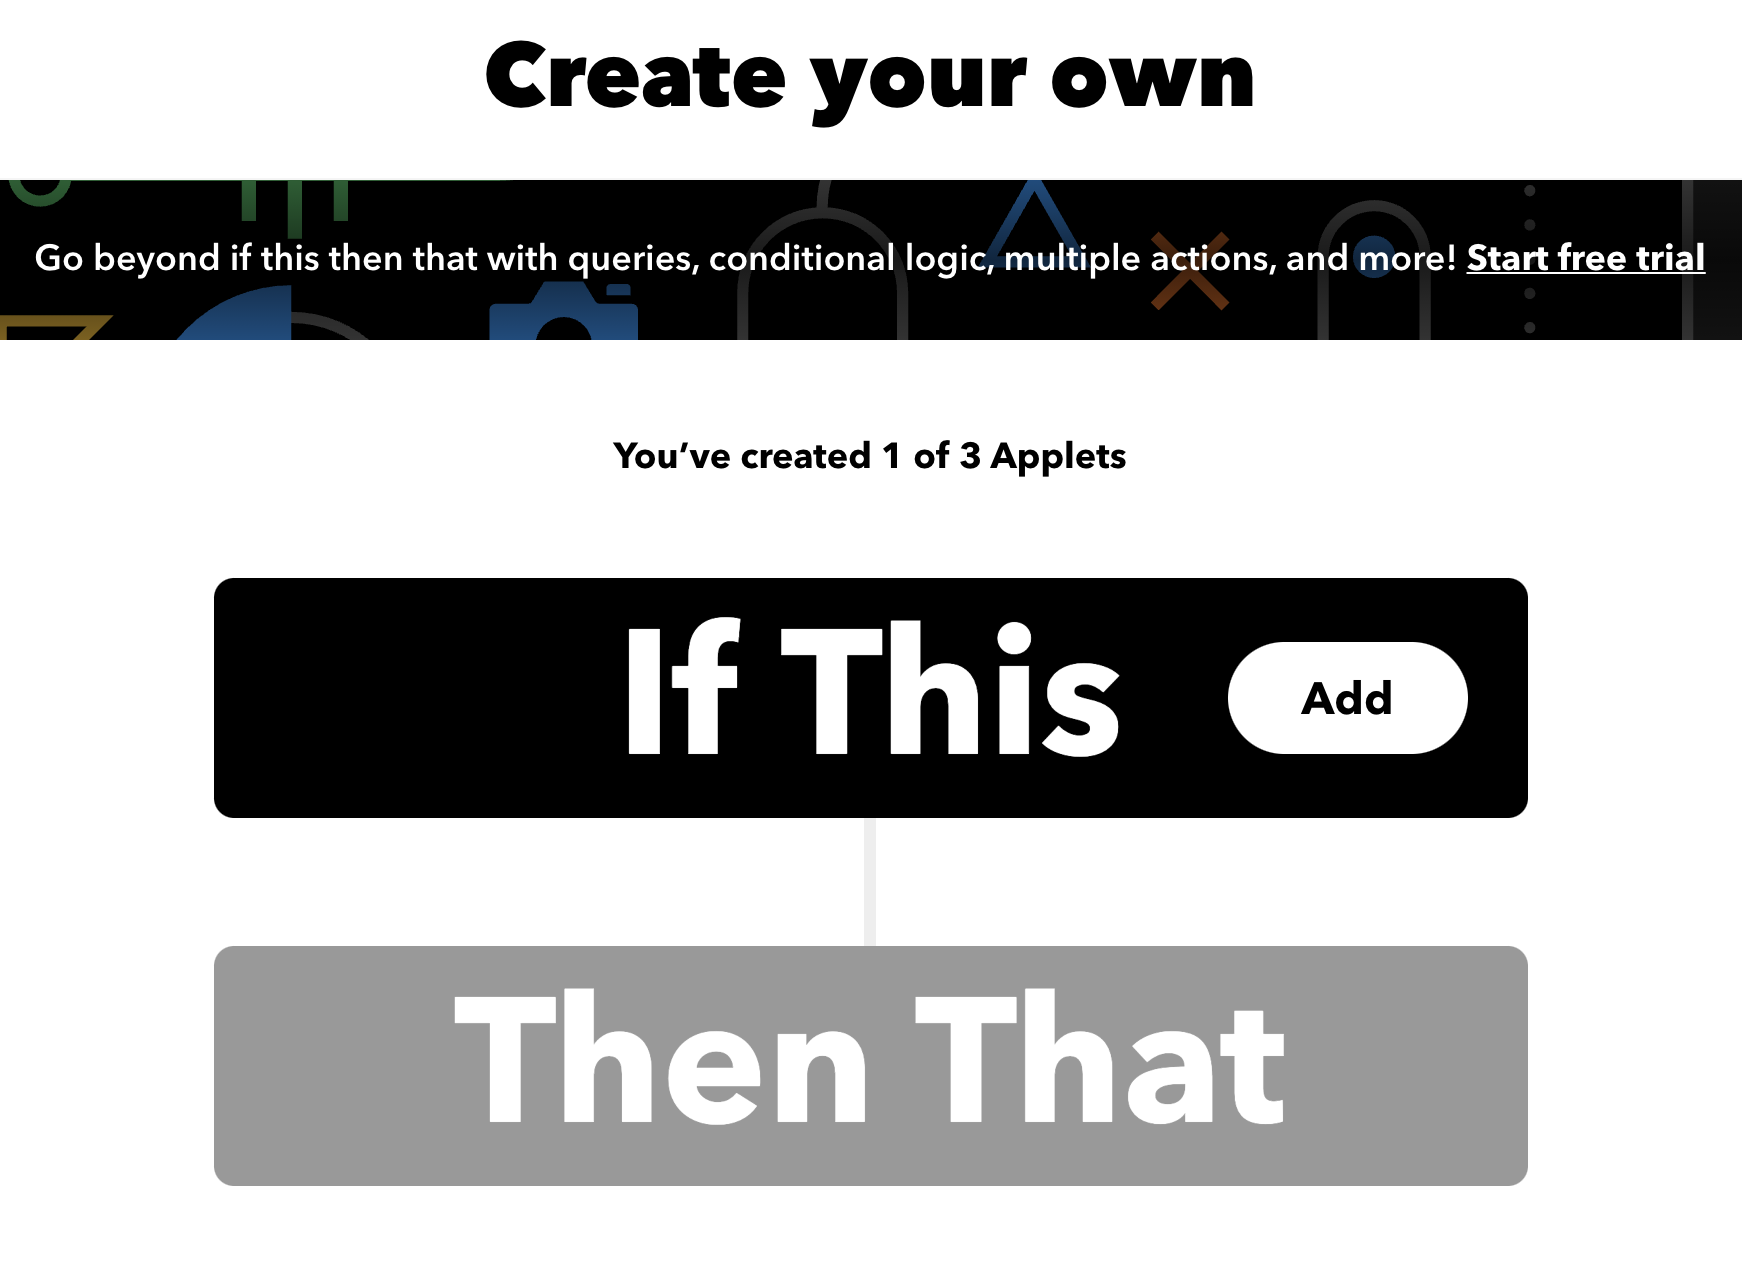 Create your own
Go beyond if this then that with queries, conditional logic, multiple actions, and more! Start free trial
You’ve created 1 of 3 Applets
If This
Add
Then That